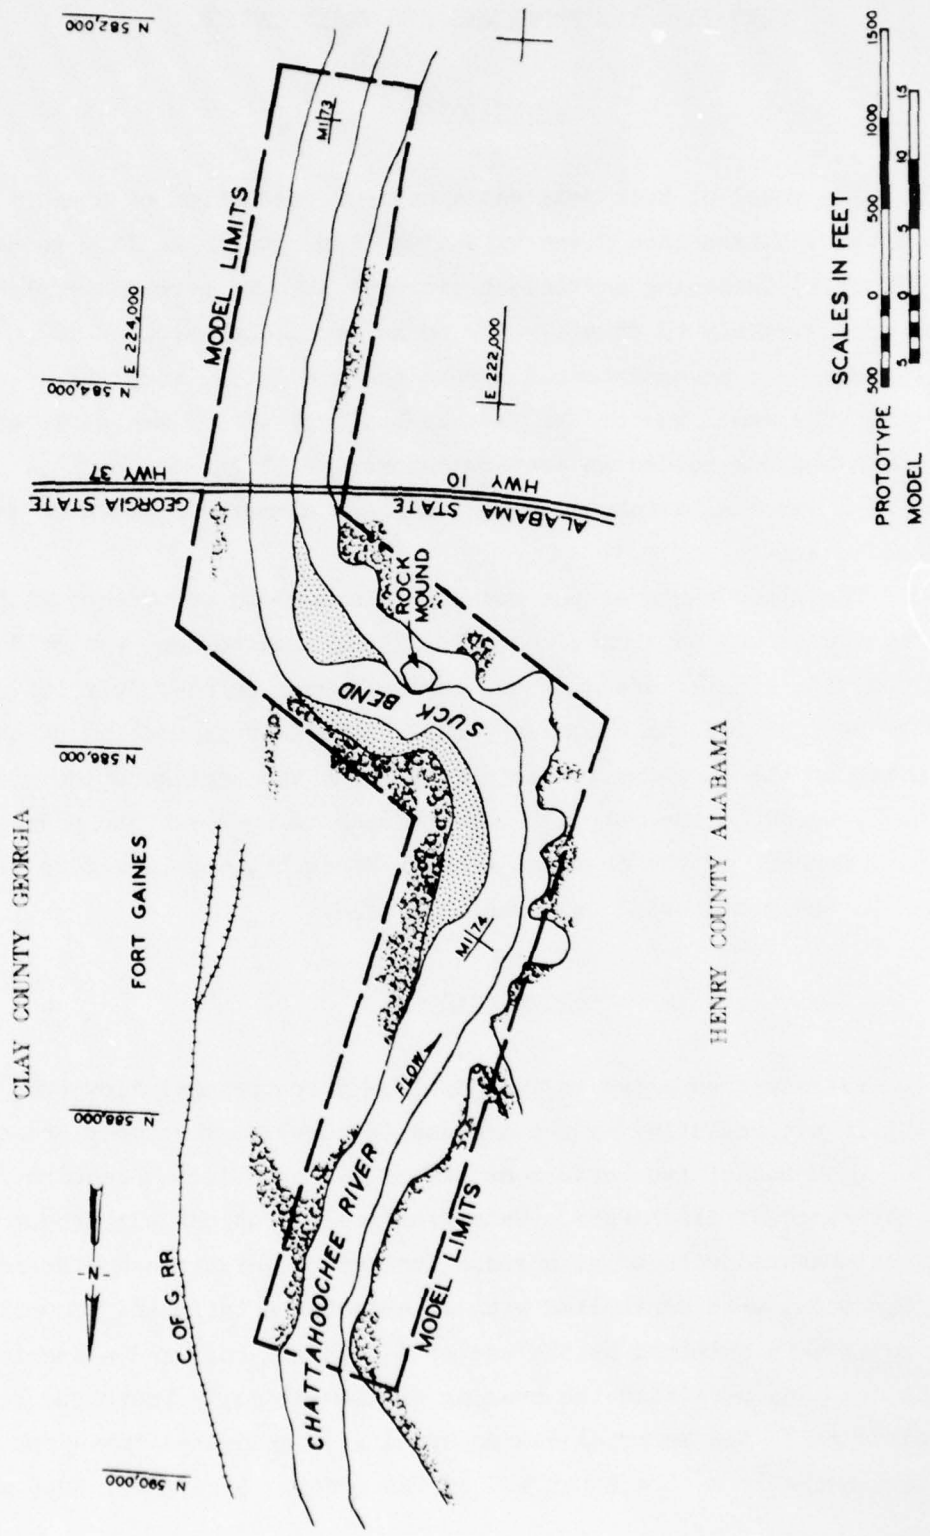 CLAY COUNTY GEORGIA
N 590,000
N 588,000
N 586,000
N 584,000
N 582,000
-N-
C OF G RR
FORT GAINES
E 224,000
GEORGIA STATE
HWY 37
MODEL LIMITS
MI 73
CHATTAHOOCHEE RIVER
FLOW
MI 74
SUCK BEND
ROCK
MOUND
ALABAMA STATE
HWY 10
E 222,000
MODEL LIMITS
HENRY COUNTY ALABAMA
SCALES IN FEET
PROTOTYPE 500 0 500 1000 1500
MODEL 5 0 5 10 15